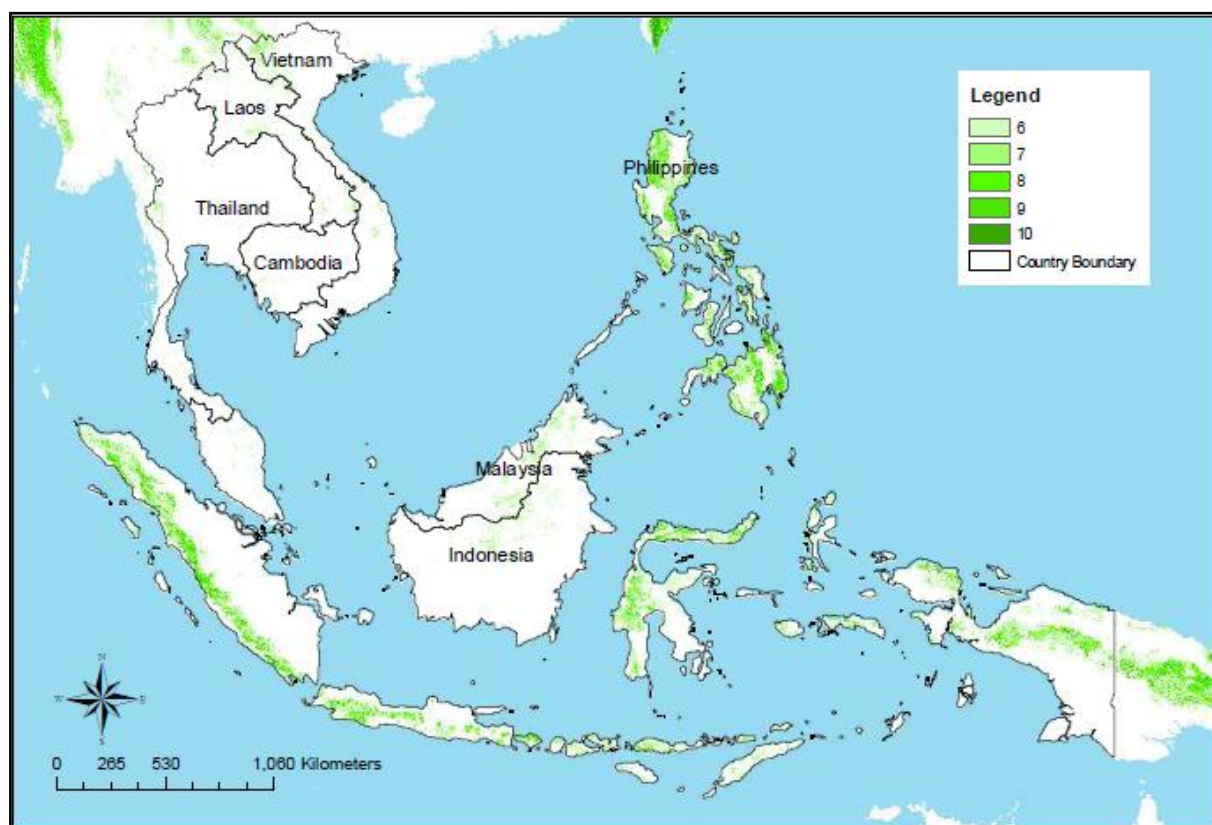 Vietnam
Laos
Thailand
Cambodia
Philippines
Malaysia
Indonesia
Legend
6
7
8
9
10
Country Boundary
N
W
E
S
0 265 530 1,060 Kilometers